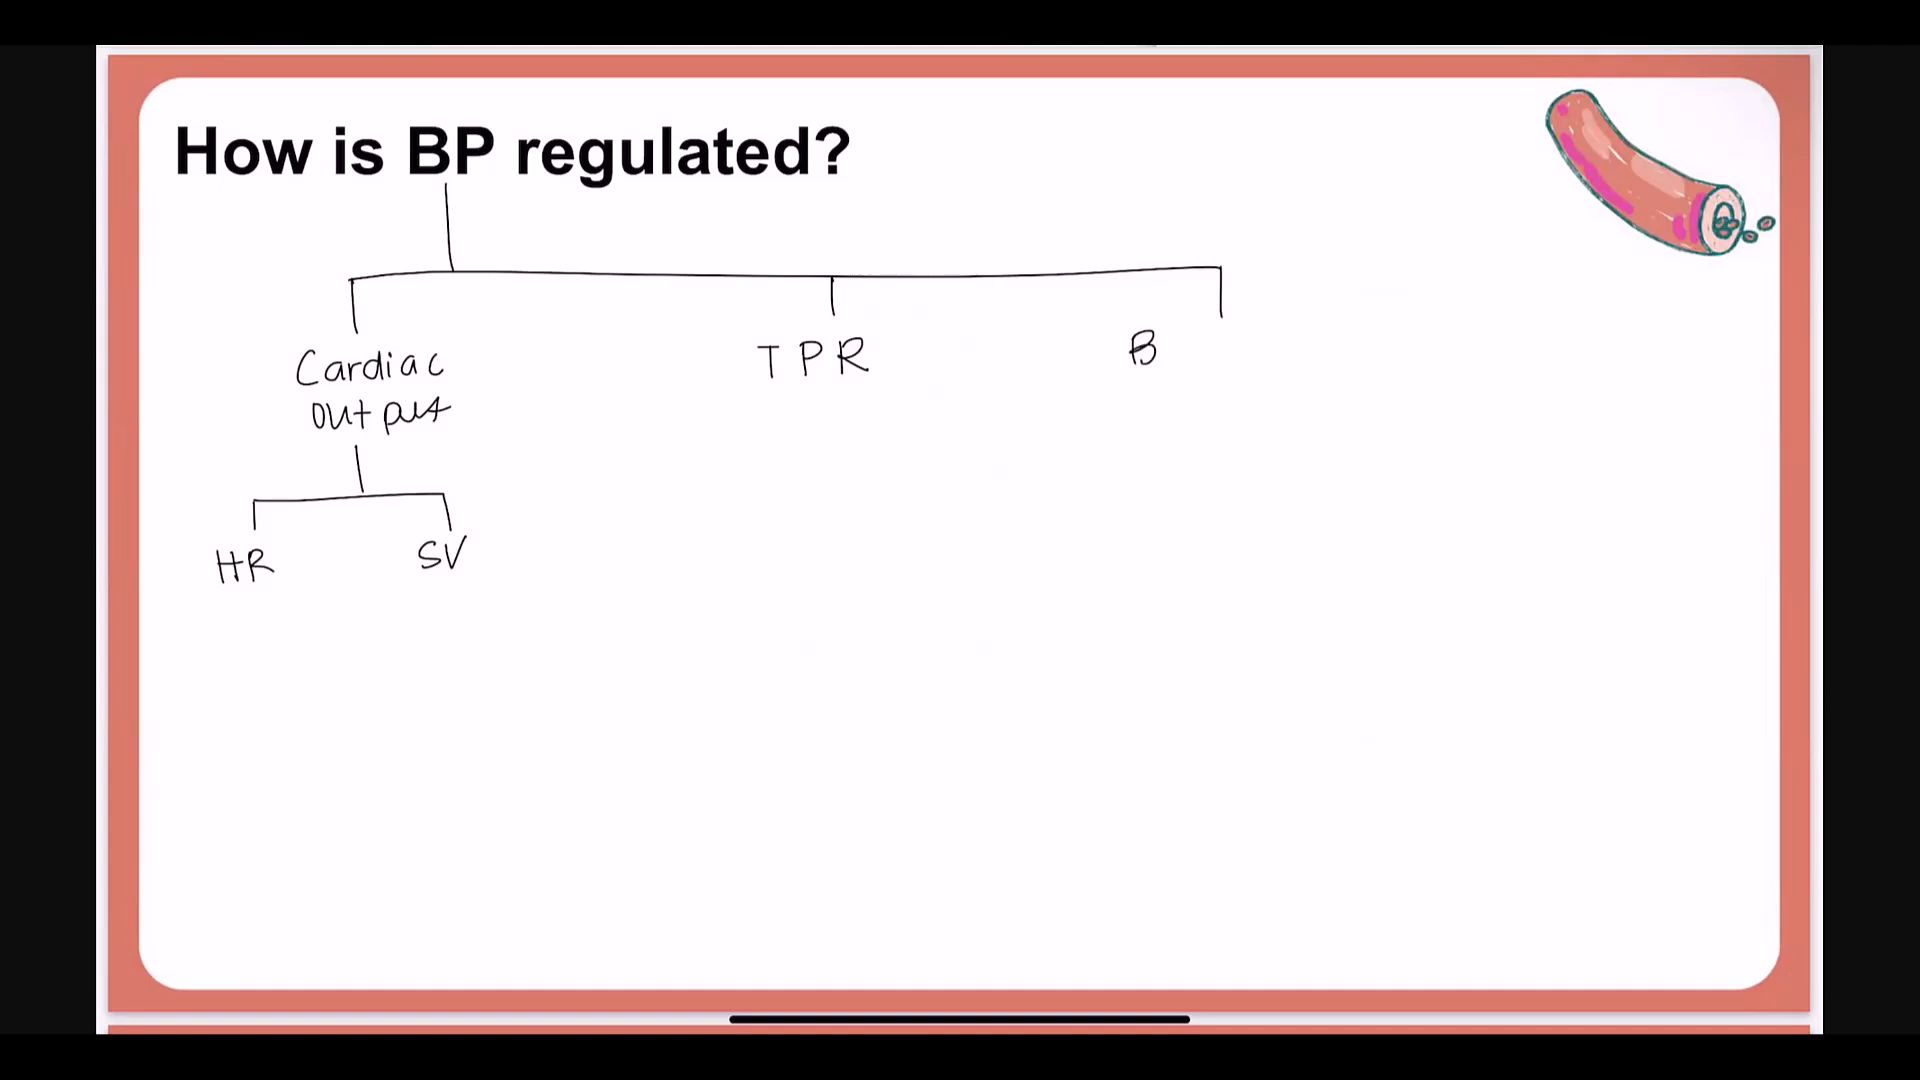 How is BP regulated?
Cardiac output
TPR
B
HR
SV